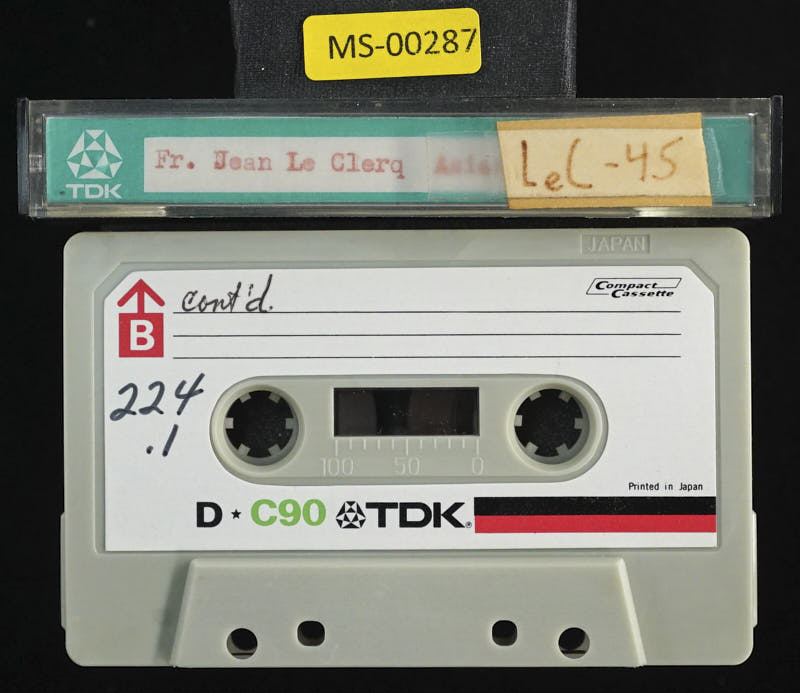 MS-00287
TDK
Fr. Jean Le Clerq
LeC-45
JAPAN
B
cont'd.
Compact
Cassette
224
.1
100 50 0
Printed in Japan
D ★ C90 TDK®